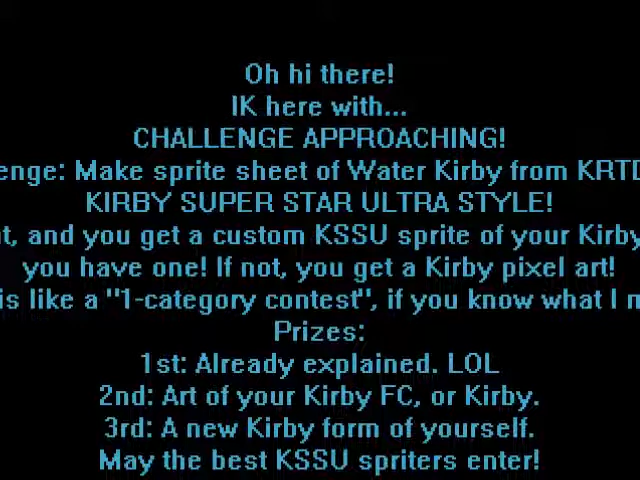 Oh hi there!
IK here with...
CHALLENGE APPROACHING!
enge: Make sprite sheet of Water Kirby from KRTD
KIRBY SUPER STAR ULTRA STYLE!
t, and you get a custom KSSU sprite of your Kirby
you have one! If not, you get a Kirby pixel art!
is like a "1-category contest", if you know what I m
Prizes:
1st: Already explained. LOL
2nd: Art of your Kirby FC, or Kirby.
3rd: A new Kirby form of yourself.
May the best KSSU spriters enter!